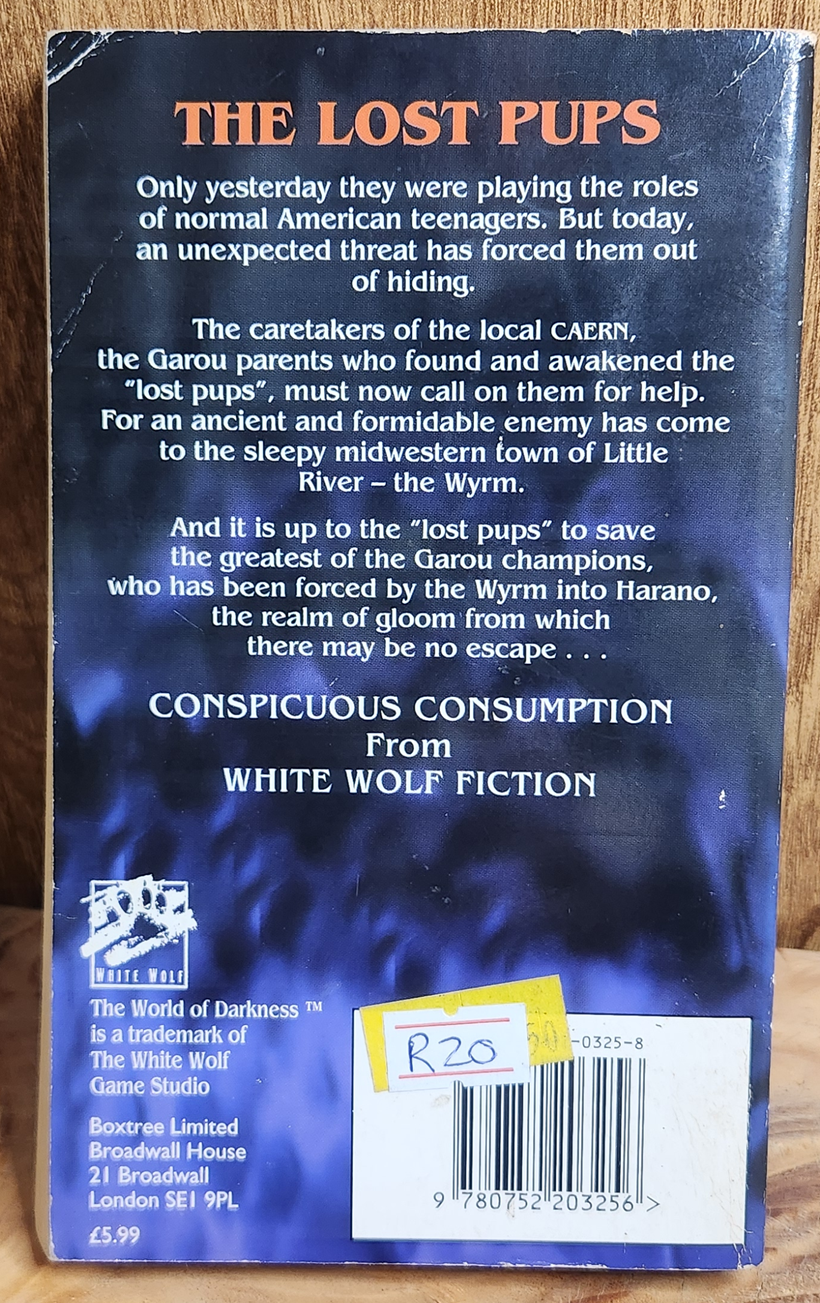 THE LOST PUPS
Only yesterday they were playing the roles
of normal American teenagers. But today,
an unexpected threat has forced them out
of hiding.
The caretakers of the local CAERN,
the Garou parents who found and awakened the
"lost pups", must now call on them for help.
For an ancient and formidable enemy has come
to the sleepy midwestern town of Little
River – the Wyrm.
And it is up to the "lost pups" to save
the greatest of the Garou champions,
who has been forced by the Wyrm into Harano,
the realm of gloom from which
there may be no escape . . .
CONSPICUOUS CONSUMPTION
From
WHITE WOLF FICTION
WHITE WOLF
The World of Darkness ™
is a trademark of
The White Wolf
Game Studio
Boxtree Limited
Broadwall House
21 Broadwall
London SE1 9PL
£5.99
R20
-0325-8
9 780752 203256 >